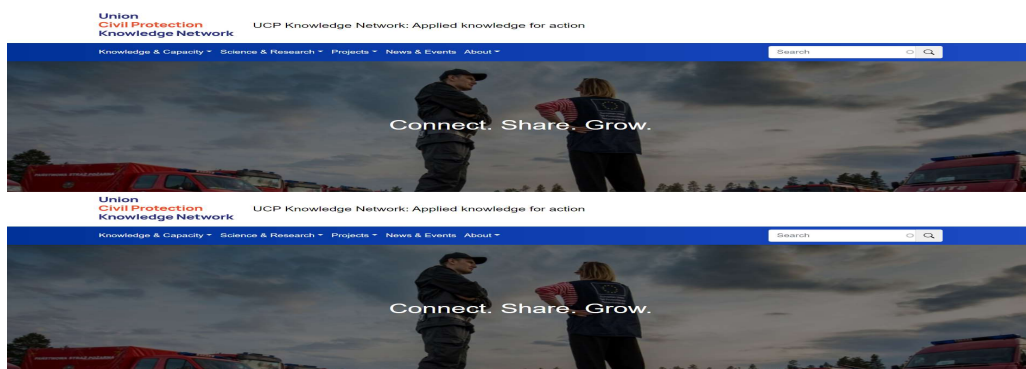 Union
Civil Protection
Knowledge Network
UCP Knowledge Network: Applied knowledge for action
Knowledge & Capacity Science & Research Projects News & Events About Search
Connect. Share. Grow.
Union
Civil Protection
Knowledge Network
UCP Knowledge Network: Applied knowledge for action
Knowledge & Capacity Science & Research Projects News & Events About Search
Connect. Share. Grow.